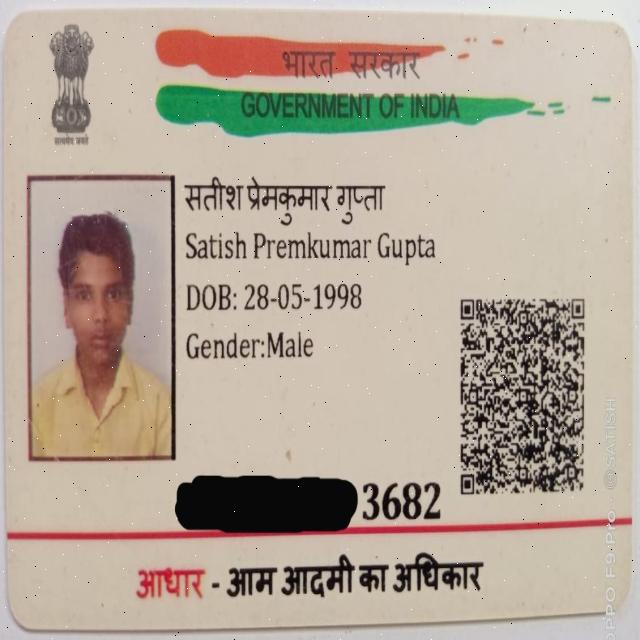 भारत सरकार
GOVERNMENT OF INDIA
सत्यमेव जयते
सतीश प्रेमकुमार गुप्ता
Satish Premkumar Gupta
DOB: 28-05-1998
Gender:Male
3682
आधार - आम आदमी का अधिकार
OPPO F9 Pro · ©SATISH